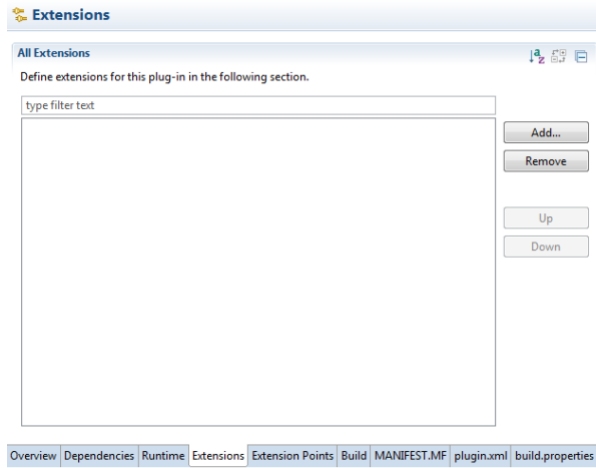 Extensions
All Extensions
Define extensions for this plug-in in the following section.
type filter text
Add...
Remove
Up
Down
Overview Dependencies Runtime Extensions Extension Points Build MANIFEST.MF plugin.xml build.properties